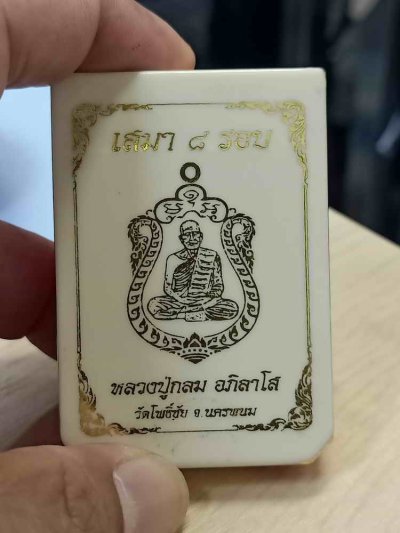 เสมา ๘ รอบ
หลวงปู่กลม อภิลาโส
วัดโพธิ์ชัย จ.นครพนม